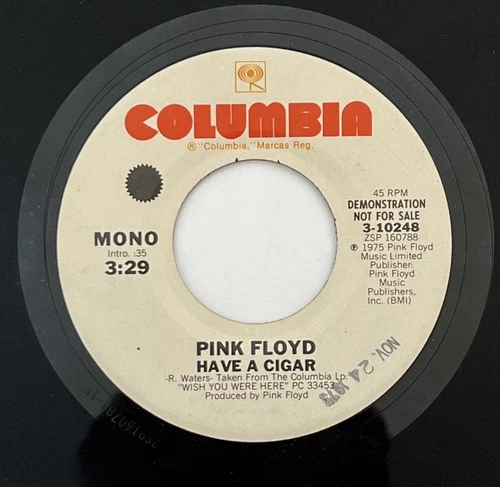 COLUMBIA
® "Columbia," Marcas Reg.
45 RPM
DEMONSTRATION
NOT FOR SALE
3-10248
ZSP 160788
℗ 1975 Pink Floyd
Music Limited
Publisher:
Pink Floyd
Music
Publishers,
Inc. (BMI)
MONO
Intro. :35
3:29
PINK FLOYD
HAVE A CIGAR
-R. Waters- Taken From The Columbia Lp:
"WISH YOU WERE HERE" PC 33453
Produced by Pink Floyd
NOV. 24 1975